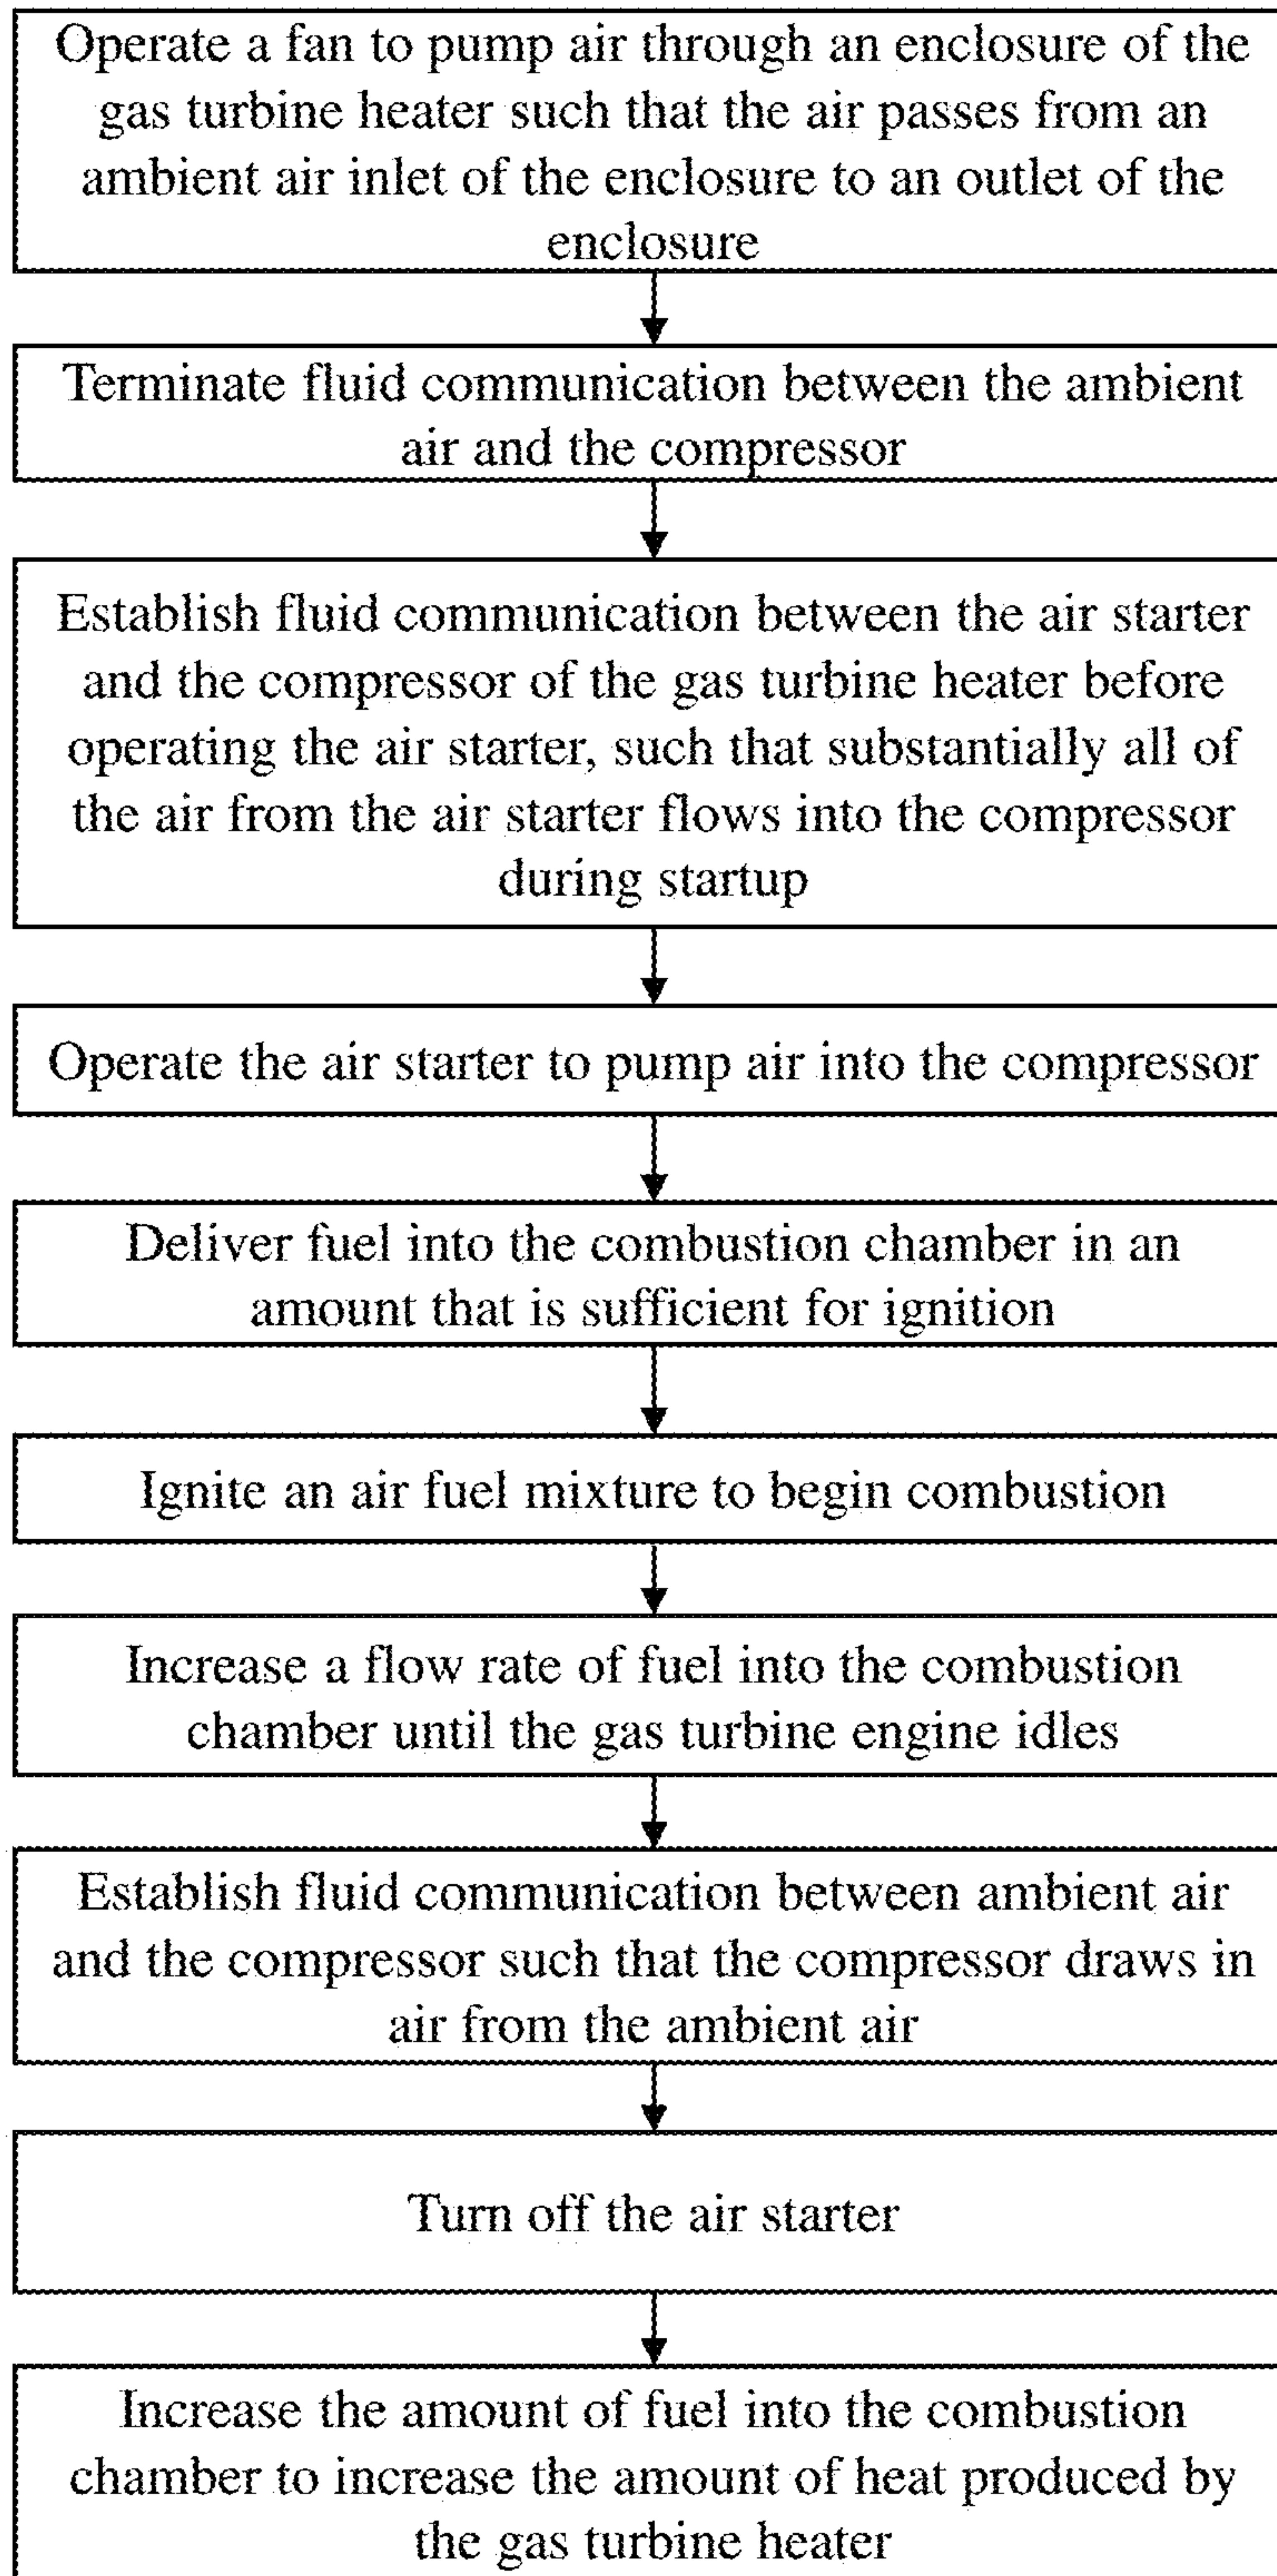 Operate a fan to pump air through an enclosure of the
gas turbine heater such that the air passes from an
ambient air inlet of the enclosure to an outlet of the
enclosure
Terminate fluid communication between the ambient
air and the compressor
Establish fluid communication between the air starter
and the compressor of the gas turbine heater before
operating the air starter, such that substantially all of
the air from the air starter flows into the compressor
during startup
Operate the air starter to pump air into the compressor
Deliver fuel into the combustion chamber in an
amount that is sufficient for ignition
Ignite an air fuel mixture to begin combustion
Increase a flow rate of fuel into the combustion
chamber until the gas turbine engine idles
Establish fluid communication between ambient air
and the compressor such that the compressor draws in
air from the ambient air
Turn off the air starter
Increase the amount of fuel into the combustion
chamber to increase the amount of heat produced by
the gas turbine heater